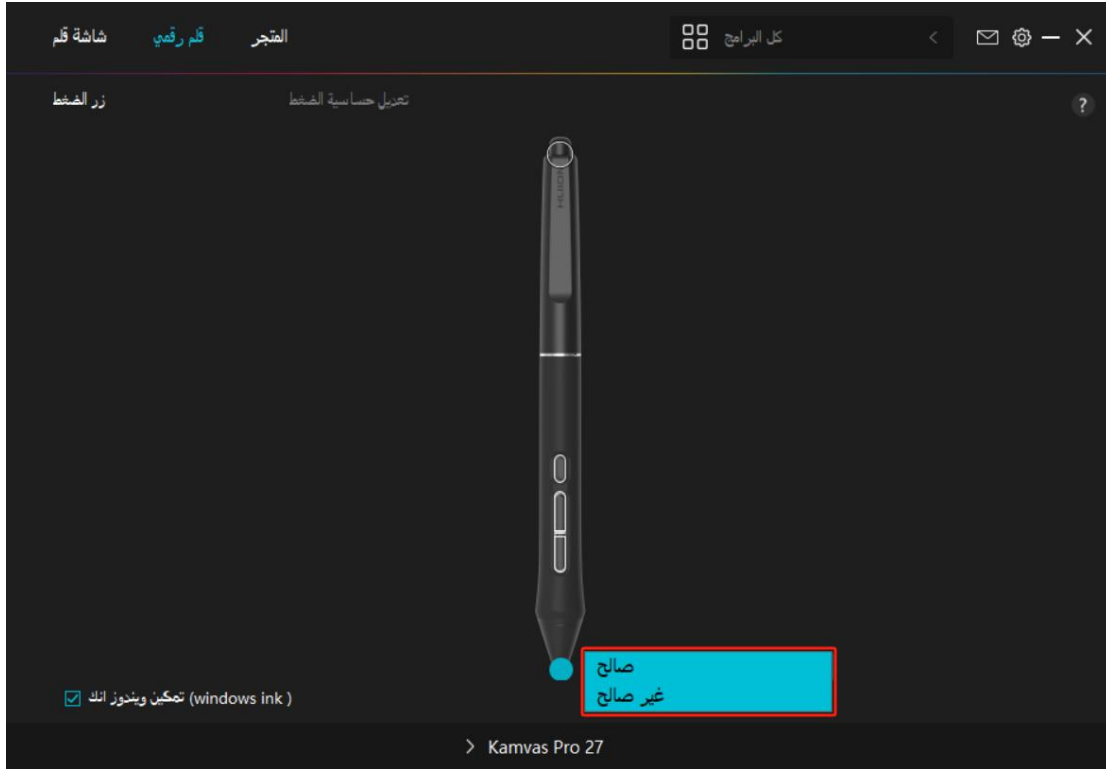 شاشة قلم
قلم رقمي
المتجر
كل البرامج
زر الضغط
تعديل حساسية الضغط
?
HUION
صالح
غير صالح
تمكين ويندوز انك (windows ink )
Kamvas Pro 27